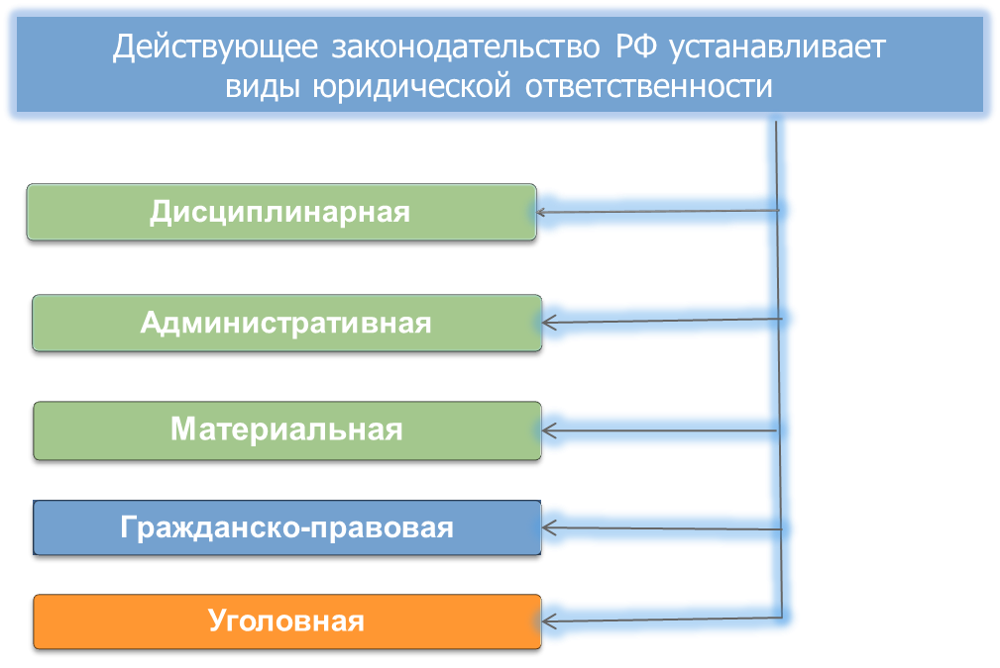 Действующее законодательство РФ устанавливает
виды юридической ответственности
Дисциплинарная
Административная
Материальная
Гражданско-правовая
Уголовная